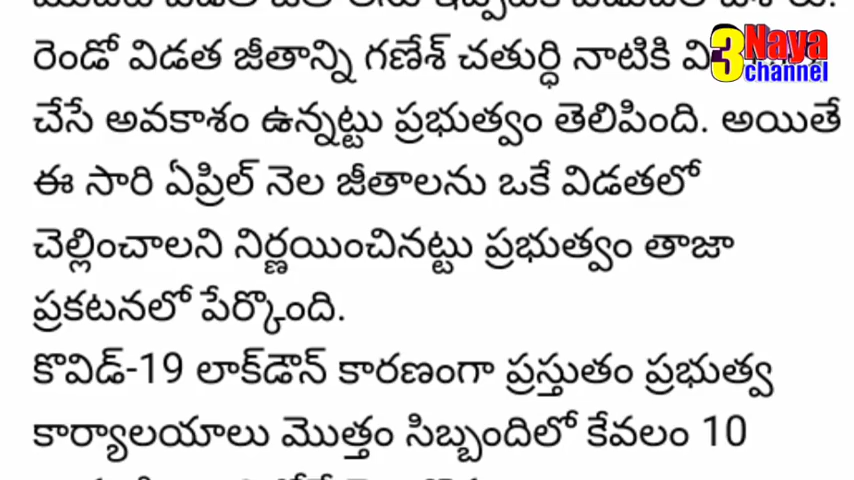 3 Naya
channel
రెండో విడత జీతాన్ని గణేశ్ చతుర్థి నాటికి
చేసే అవకాశం ఉన్నట్టు ప్రభుత్వం తెలిపింది. అయితే
ఈ సారి ఏప్రిల్ నెల జీతాలను ఒకే విడతలో
చెల్లించాలని నిర్ణయించినట్టు ప్రభుత్వం తాజా
ప్రకటనలో పేర్కొంది.
కొవిడ్-19 లాక్‌డౌన్ కారణంగా ప్రస్తుతం ప్రభుత్వ
కార్యాలయాలు మొత్తం సిబ్బందిలో కేవలం 10